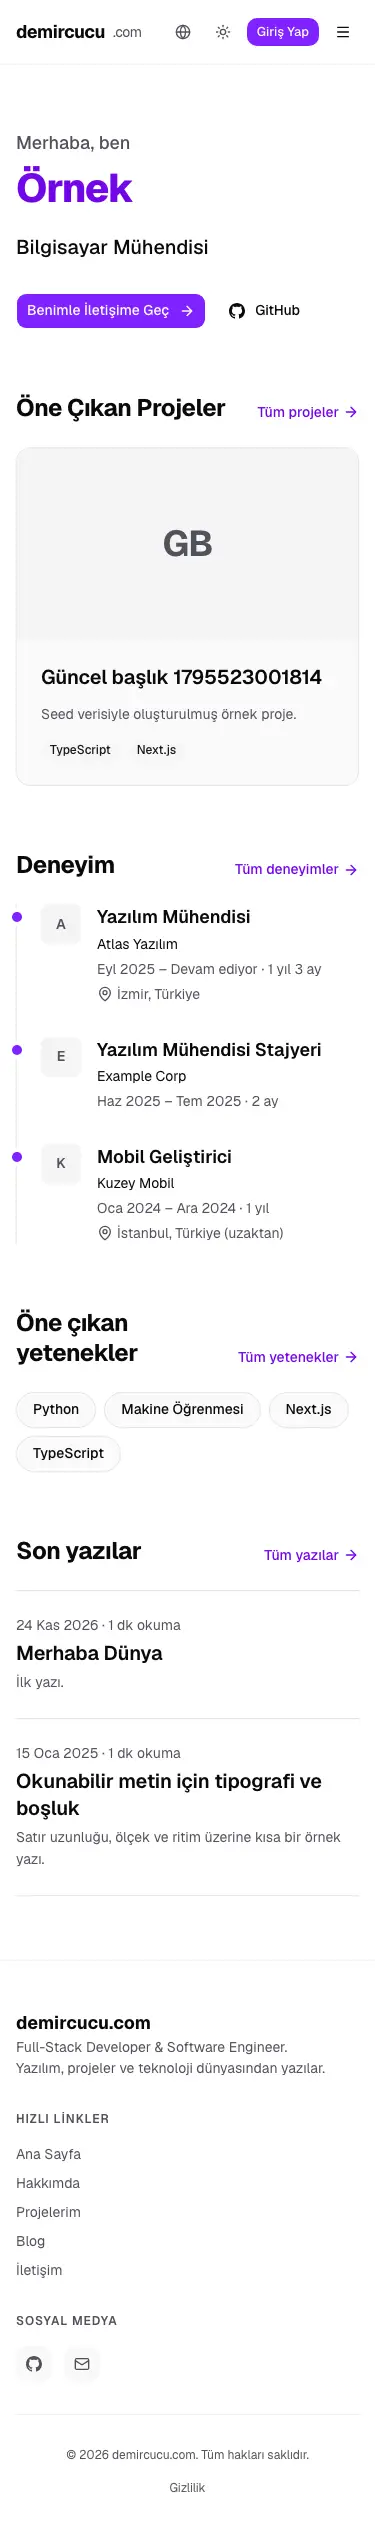 demircucu .com
Giriş Yap
Merhaba, ben
Örnek
Bilgisayar Mühendisi
Benimle İletişime Geç
GitHub
Öne Çıkan Projeler
Tüm projeler
GB
Güncel başlık 1795523001814
Seed verisiyle oluşturulmuş örnek proje.
TypeScript Next.js
Deneyim
Tüm deneyimler
A
Yazılım Mühendisi
Atlas Yazılım
Eyl 2025 – Devam ediyor · 1 yıl 3 ay
İzmir, Türkiye
E
Yazılım Mühendisi Stajyeri
Example Corp
Haz 2025 – Tem 2025 · 2 ay
K
Mobil Geliştirici
Kuzey Mobil
Oca 2024 – Ara 2024 · 1 yıl
İstanbul, Türkiye (uzaktan)
Öne çıkan
yetenekler
Tüm yetenekler
Python
Makine Öğrenmesi
Next.js
TypeScript
Son yazılar
Tüm yazılar
24 Kas 2026 · 1 dk okuma
Merhaba Dünya
İlk yazı.
15 Oca 2025 · 1 dk okuma
Okunabilir metin için tipografi ve
boşluk
Satır uzunluğu, ölçek ve ritim üzerine kısa bir örnek
yazı.
demircucu.com
Full-Stack Developer & Software Engineer.
Yazılım, projeler ve teknoloji dünyasından yazılar.
HIZLI LİNKLER
Ana Sayfa
Hakkımda
Projelerim
Blog
İletişim
SOSYAL MEDYA
© 2026 demircucu.com. Tüm hakları saklıdır.
Gizlilik